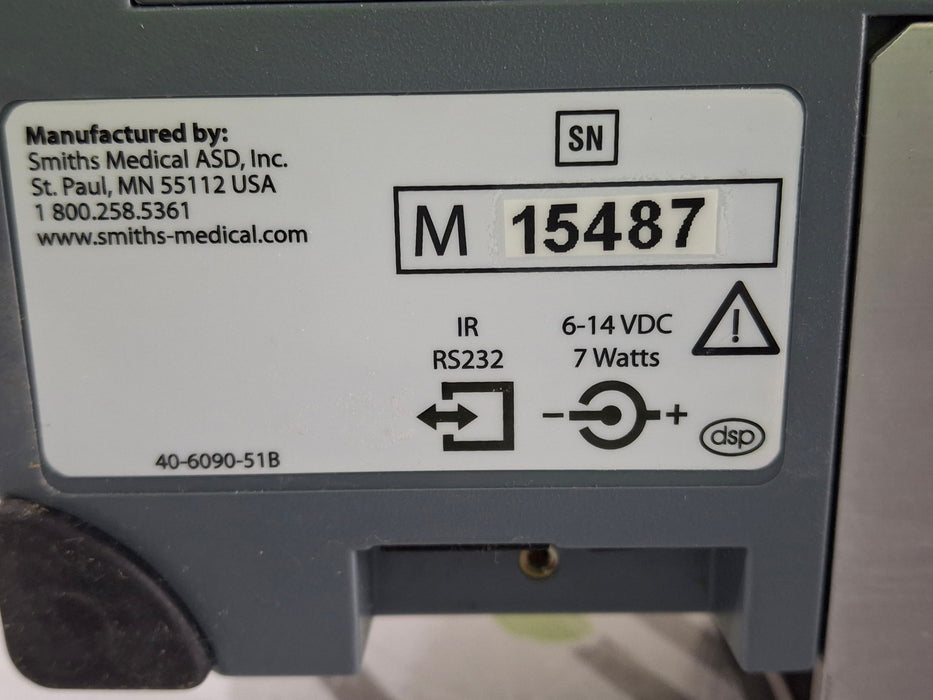 Manufactured by:
Smiths Medical ASD, Inc.
St. Paul, MN 55112 USA
1 800.258.5361
www.smiths-medical.com
SN
M 15487
IR
RS232
6-14 VDC
7 Watts
- +
dsp
40-6090-51B